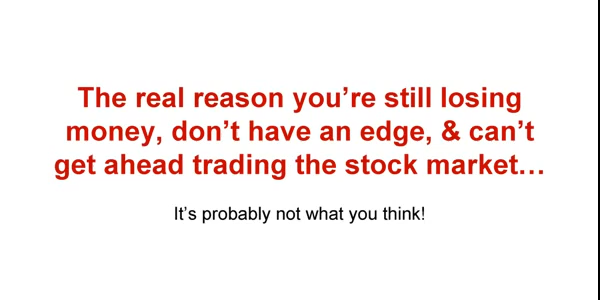 The real reason you’re still losing
money, don’t have an edge, & can’t
get ahead trading the stock market…
It’s probably not what you think!